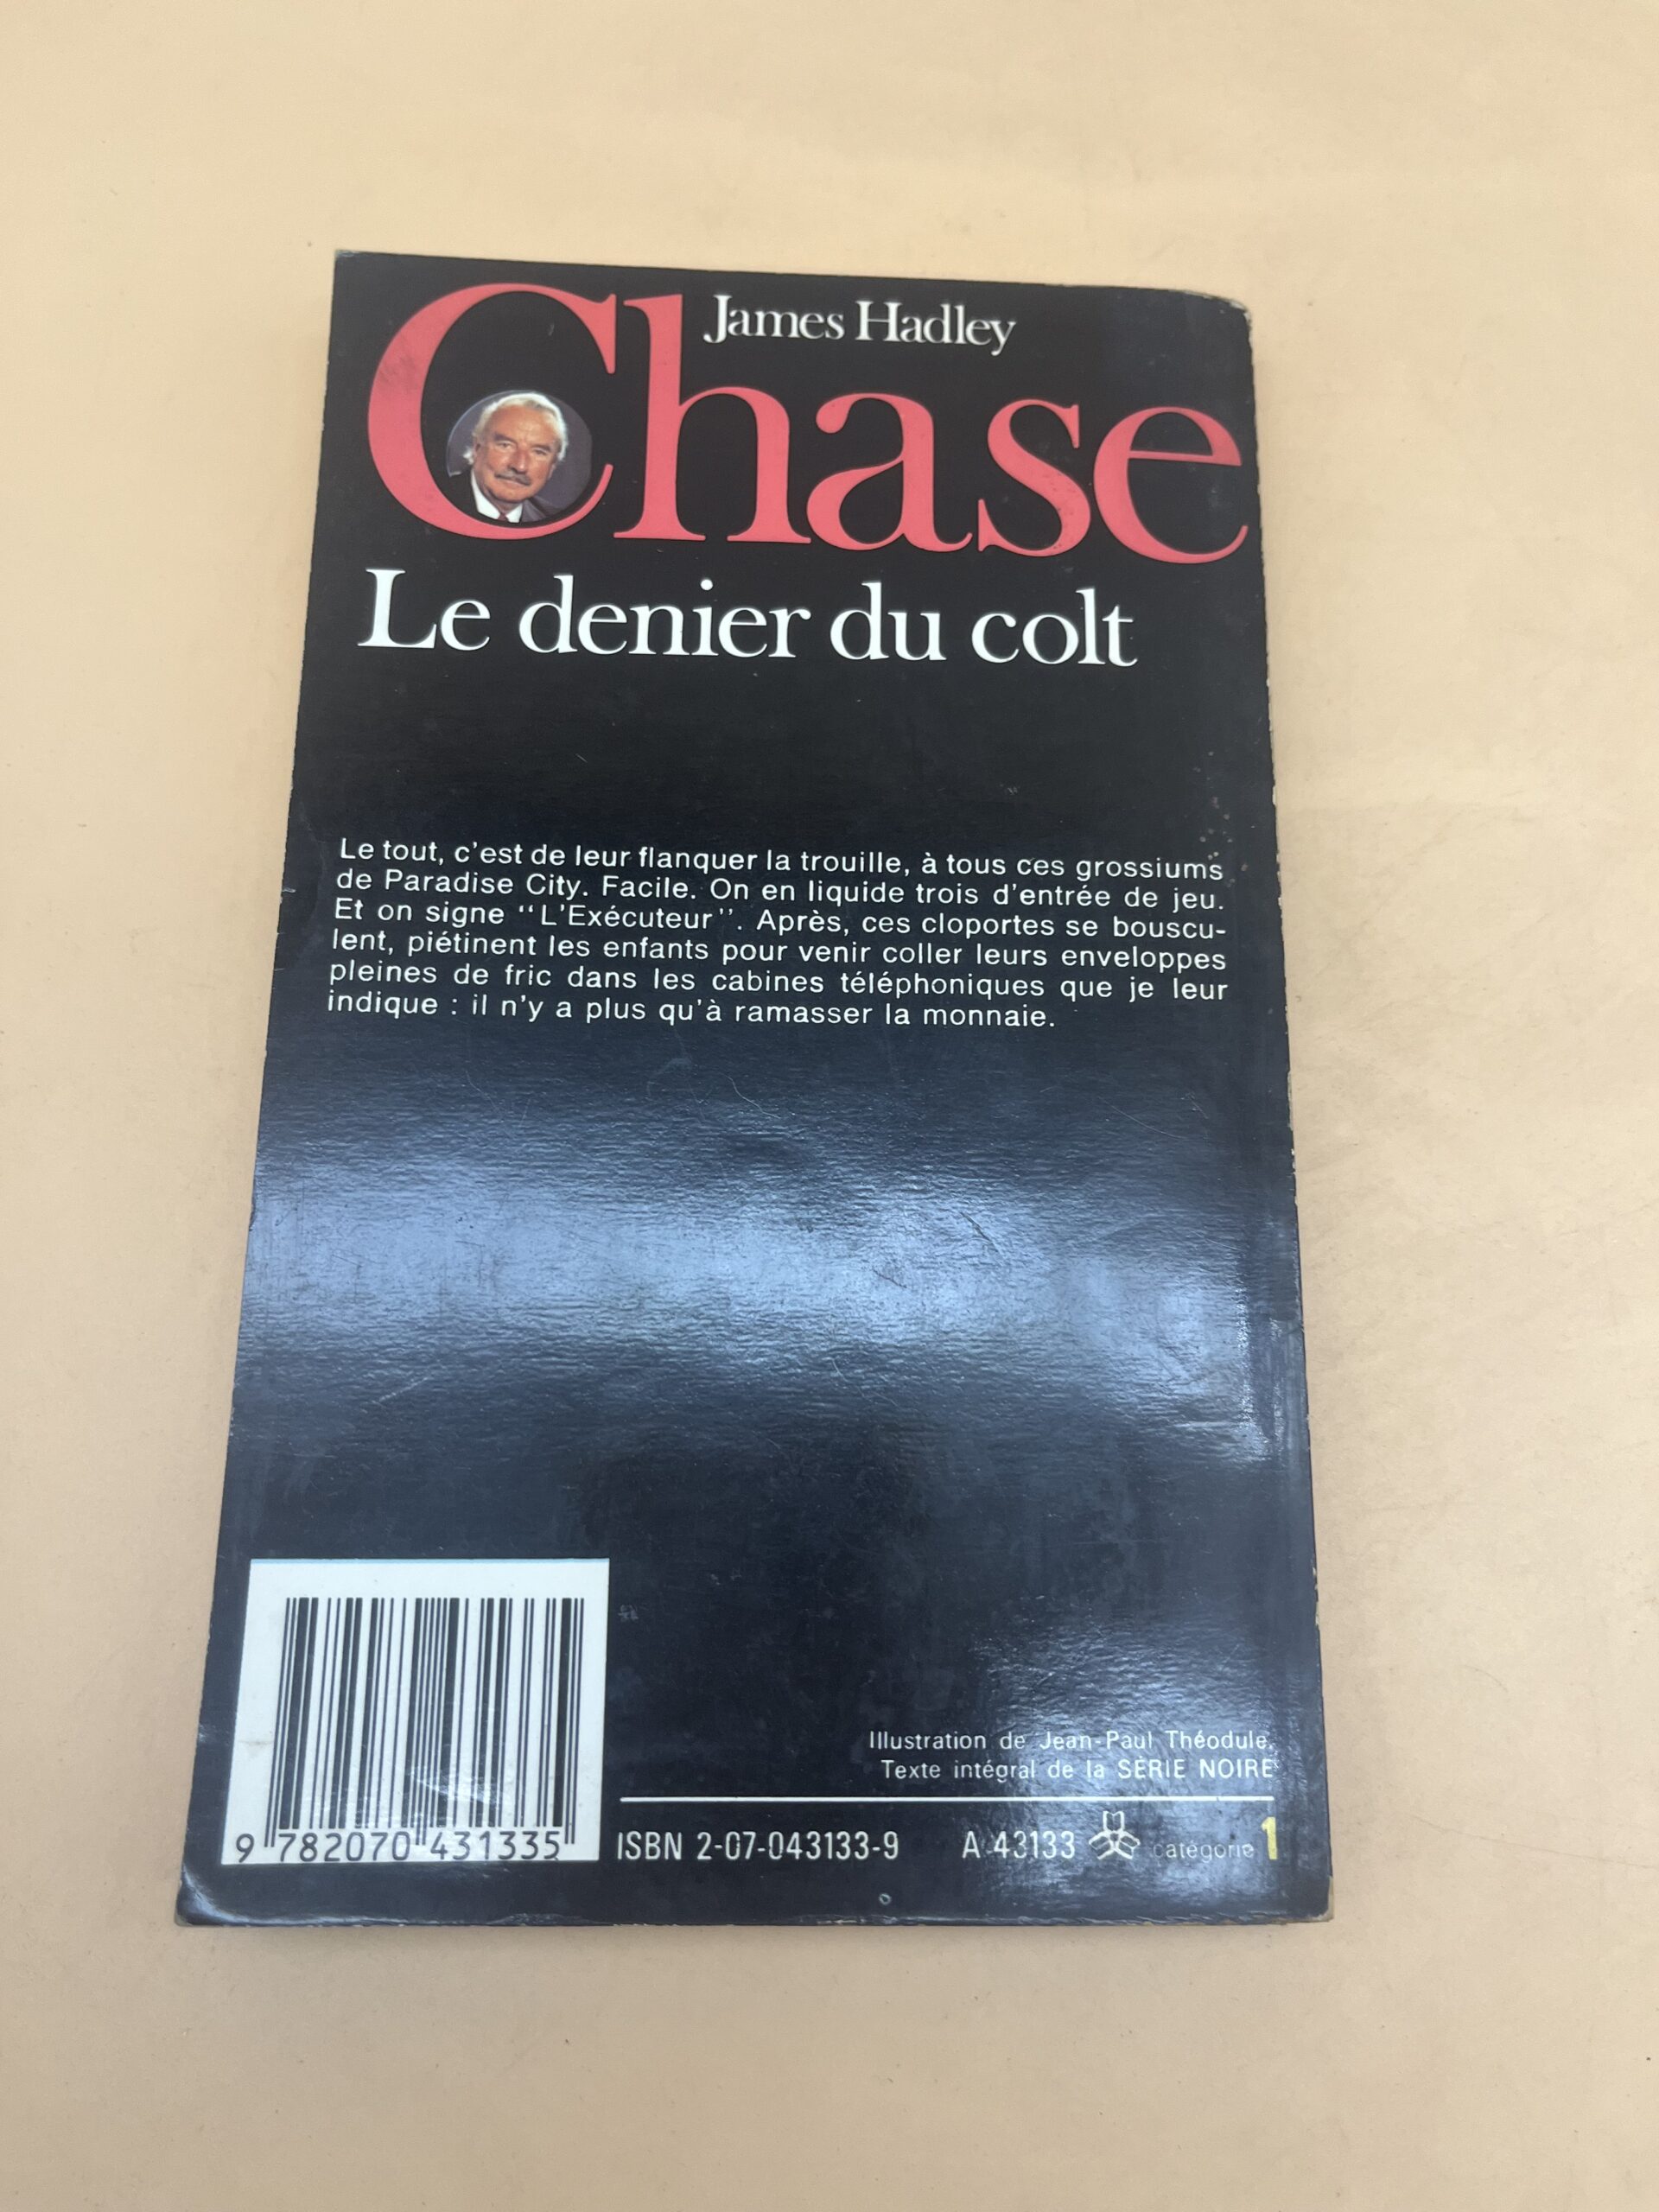 James Hadley
Chase
Le denier du colt
Le tout, c'est de leur flanquer la trouille, à tous ces grossiums
de Paradise City. Facile. On en liquide trois d'entrée de jeu.
Et on signe "L'Exécuteur". Après, ces cloportes se bouscu-
lent, piétinent les enfants pour venir coller leurs enveloppes
pleines de fric dans les cabines téléphoniques que je leur
indique : il n'y a plus qu'à ramasser la monnaie.
Illustration de Jean-Paul Théodule.
Texte intégral de la SÉRIE NOIRE
9 782070 431335
ISBN 2-07-043133-9 A 43133 catégorie 1